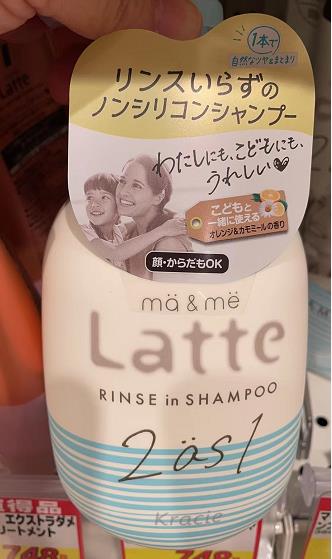 1本で
自然なツヤ&まとまり
リンスいらずの
ノンシリコンシャンプー
わたしにも、こどもにも、
うれしい♥
こどもと
一緒に使える
オレンジ&カモミールの香り
顔・からだもOK
mä & më
Latte
RINSE in SHAMPOO
2 äs 1
Kracie
得品
エクストラダメ
リートメント
748
748